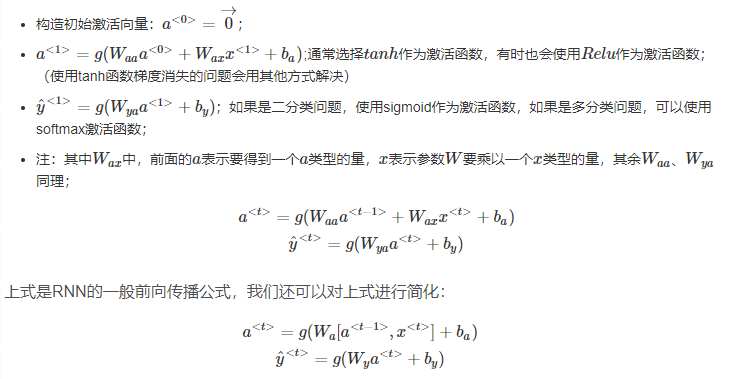 • 构造初始激活向量：$a^{<0>} = \overrightarrow{0}$；
• $a^{<1>} = g(W_{aa}a^{<0>} + W_{ax}x^{<1>} + b_a)$;通常选择$tanh$作为激活函数，有时也会使用$Relu$作为激活函数；
（使用tanh函数梯度消失的问题会用其他方式解决）
• $\hat{y}^{<1>} = g(W_{ya}a^{<1>} + b_y)$；如果是二分类问题，使用sigmoid作为激活函数，如果是多分类问题，可以使用
softmax激活函数；
• 注：其中$W_{ax}$中，前面的$a$表示要得到一个$a$类型的量，$x$表示参数$W$要乘以一个$x$类型的量，其余$W_{aa}$、$W_{ya}$
同理；
$a^{<t>} = g(W_{aa}a^{<t-1>} + W_{ax}x^{<t>} + b_a)$
$\hat{y}^{<t>} = g(W_{ya}a^{<t>} + b_y)$
上式是RNN的一般前向传播公式，我们还可以对上式进行简化：
$a^{<t>} = g(W_a[a^{<t-1>}, x^{<t>}] + b_a)$
$\hat{y}^{<t>} = g(W_ya^{<t>} + b_y)$